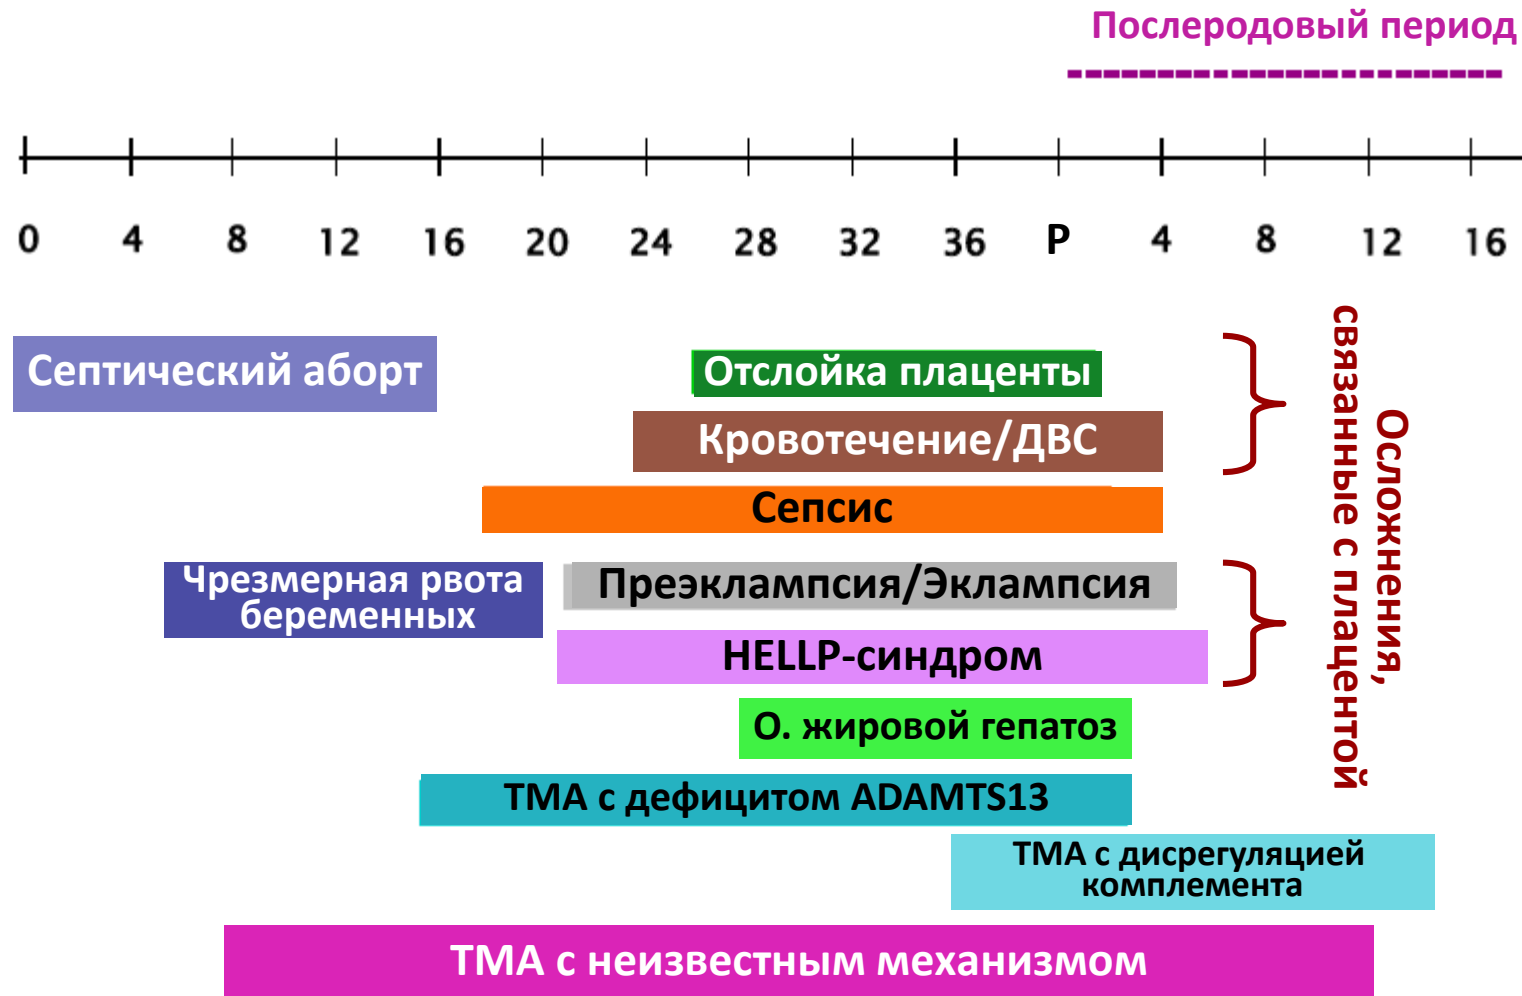 Послеродовый период
0 4 8 12 16 20 24 28 32 36 Р 4 8 12 16
Септический аборт
Отслойка плаценты
Кровотечение/ДВС
Сепсис
Чрезмерная рвота
беременных
Преэклампсия/Эклампсия
HELLP-синдром
О. жировой гепатоз
ТМА с дефицитом ADAMTS13
ТМА с дисрегуляцией
комплемента
ТМА с неизвестным механизмом
Осложнения,
связанные с плацентой